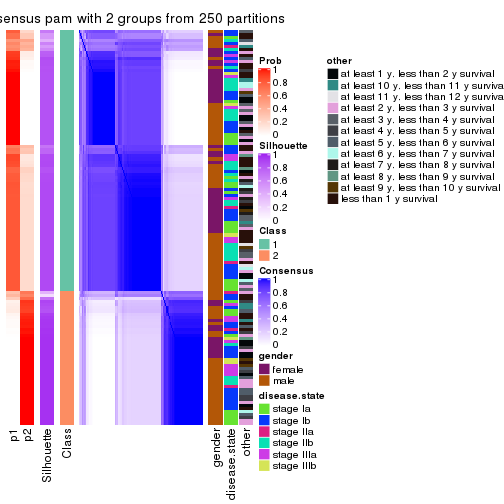 sensus pam with 2 groups from 250 partitions
p1
p2
Silhouette
Class
gender
disease.state
other
Prob
1
0.8
0.6
0.4
0.2
0
Silhouette
1
0.8
0.6
0.4
0.2
0
Class
1
2
Consensus
1
0.8
0.6
0.4
0.2
0
gender
female
male
disease.state
stage Ia
stage Ib
stage IIa
stage IIb
stage IIIa
stage IIIb
other
at least 1 y. less than 2 y survival
at least 10 y. less than 11 y survival
11 y. less than 12 y survival
at least 2 y. less than 3 y survival
at least 3 y. less than 4 y survival
at least 4 y. less than 5 y survival
at least 5 y. less than 6 y survival
at least 6 y. less than 7 y survival
at least 7 y. less than 8 y survival
at least 8 y. less than 9 y survival
at least 9 y. less than 10 y survival
less than 1 y survival